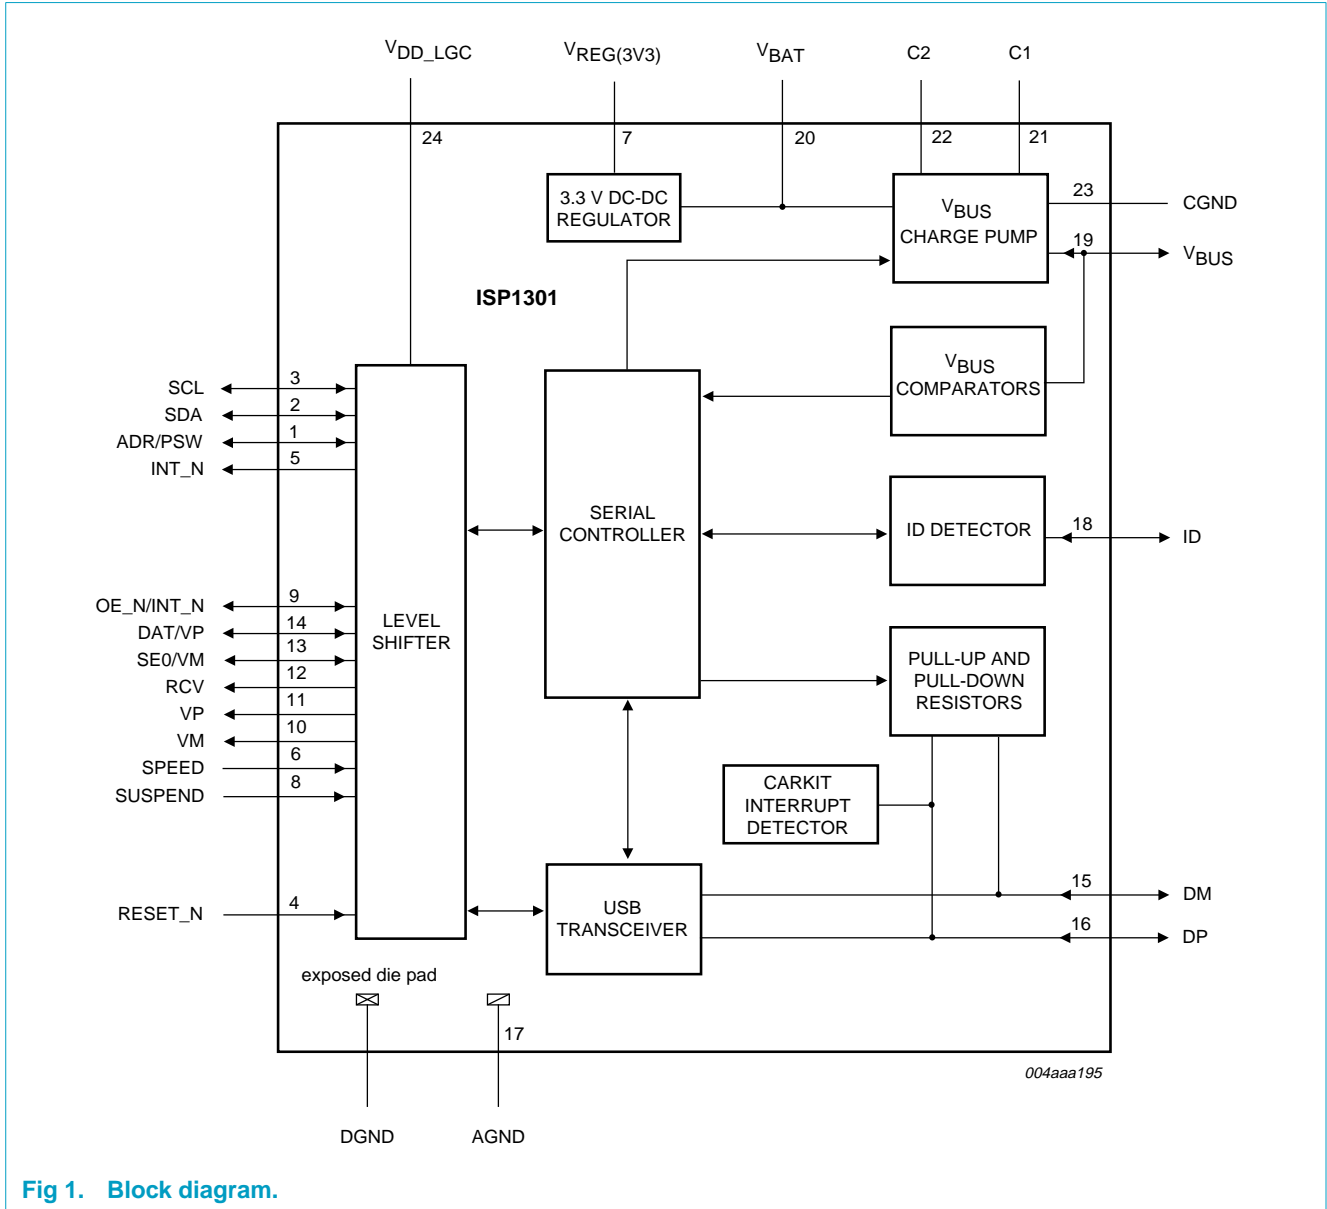 VDD_LGC
VREG(3V3)
VBAT
C2
C1
24
7
20
22
21
3.3 V DC-DC
REGULATOR
VBUS
CHARGE PUMP
23
CGND
19
VBUS
ISP1301
VBUS
COMPARATORS
SCL
3
SDA
2
ADR/PSW
1
INT_N
5
SERIAL
CONTROLLER
ID DETECTOR
18
ID
OE_N/INT_N
9
DAT/VP
14
SE0/VM
13
RCV
12
VP
11
VM
10
SPEED
6
SUSPEND
8
LEVEL
SHIFTER
PULL-UP AND
PULL-DOWN
RESISTORS
CARKIT
INTERRUPT
DETECTOR
RESET_N
4
USB
TRANSCEIVER
15
DM
16
DP
exposed die pad
17
004aaa195
DGND
AGND
Fig 1. Block diagram.